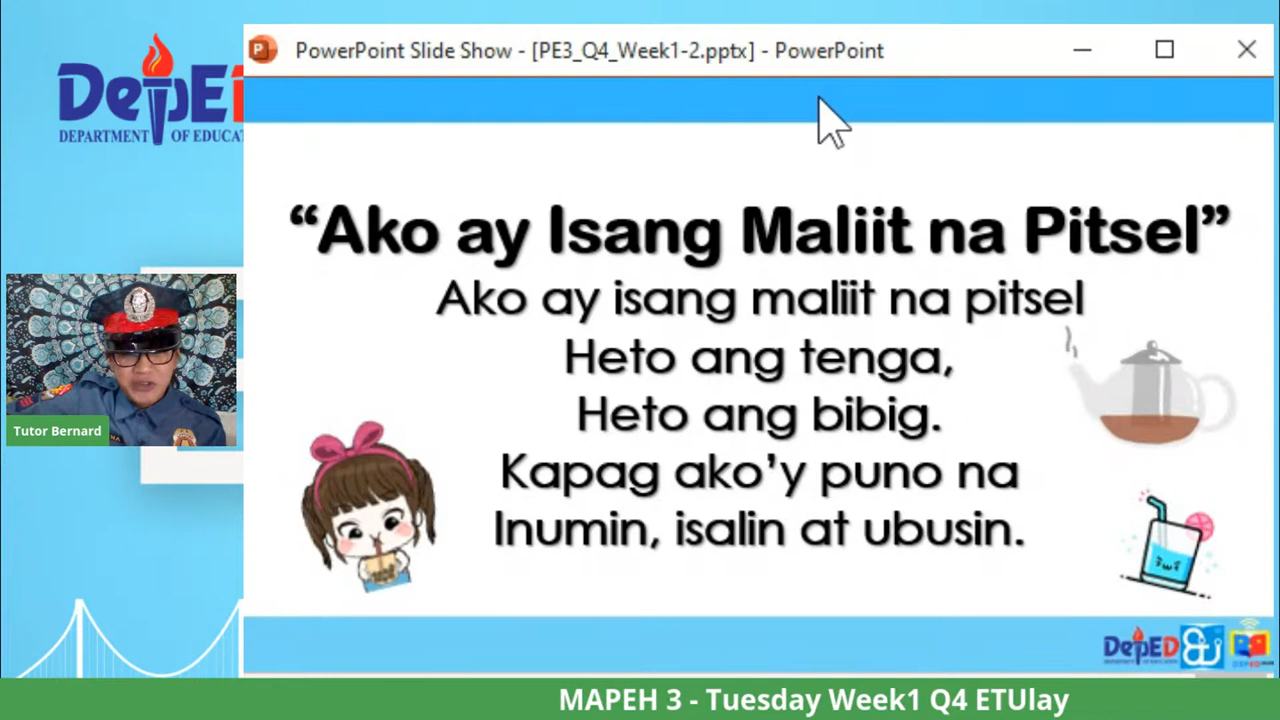 PowerPoint Slide Show - [PE3_Q4_Week1-2.pptx] - PowerPoint
DepED
DEPARTMENT OF EDUCAT
“Ako ay Isang Maliit na Pitsel”
Ako ay isang maliit na pitsel
Heto ang tenga,
Heto ang bibig.
Kapag ako’y puno na
Inumin, isalin at ubusin.
Tutor Bernard
DepED
MAPEH 3 - Tuesday Week1 Q4 ETUlay